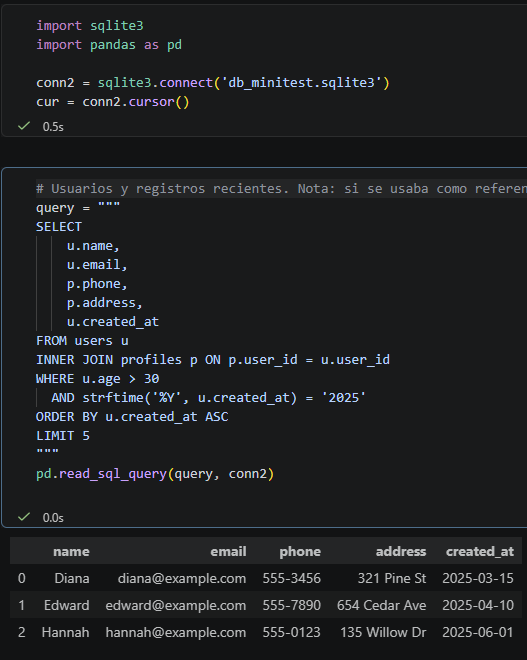 import sqlite3
import pandas as pd
conn2 = sqlite3.connect('db_minitest.sqlite3')
cur = conn2.cursor()
0.5s
# Usuarios y registros recientes. Nota: si se usaba como
query = """
SELECT
u.name,
u.email,
p.phone,
p.address,
u.created_at
FROM users u
INNER JOIN profiles p ON p.user_id = u.user_id
WHERE u.age > 30
AND strftime('%Y', u.created_at) = '2025'
ORDER BY u.created_at ASC
LIMIT 5
"""
pd.read_sql_query(query, conn2)
0.0s
name email phone address created_at
0 Diana diana@example.com 555-3456 321 Pine St 2025-03-15
1 Edward edward@example.com 555-7890 654 Cedar Ave 2025-04-10
2 Hannah hannah@example.com 555-0123 135 Willow Dr 2025-06-01